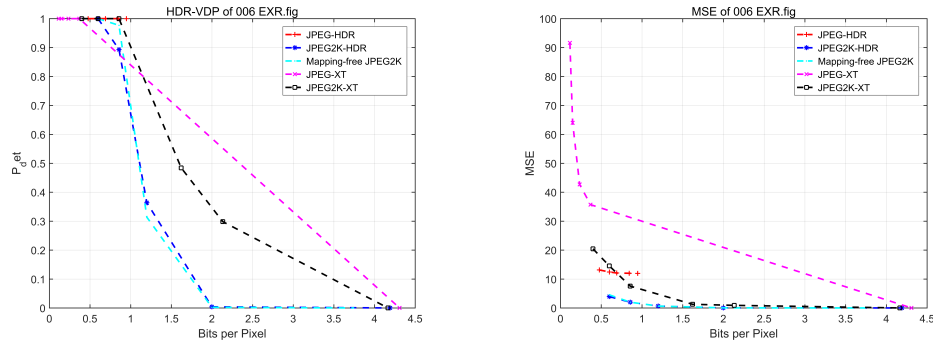 HDR-VDP of 006 EXR.fig
1
0.9
0.8
0.7
0.6
0.5
0.4
0.3
0.2
0.1
0
P_det
JPEG-HDR
JPEG2K-HDR
Mapping-free JPEG2K
JPEG-XT
JPEG2K-XT
0 0.5 1 1.5 2 2.5 3 3.5 4 4.5
Bits per Pixel
MSE of 006 EXR.fig
100
90
80
70
60
50
40
30
20
10
0
MSE
JPEG-HDR
JPEG2K-HDR
Mapping-free JPEG2K
JPEG-XT
JPEG2K-XT
0 0.5 1 1.5 2 2.5 3 3.5 4 4.5
Bits per Pixel